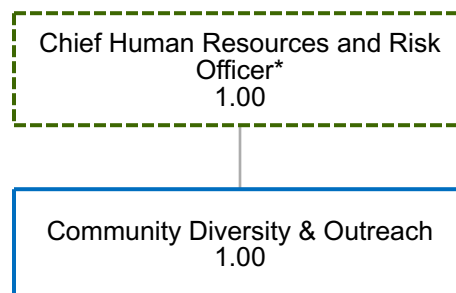 Chief Human Resources and Risk
Officer*
1.00
Community Diversity & Outreach
1.00